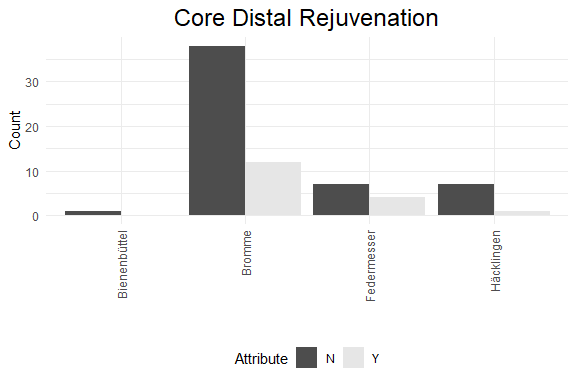 Core Distal Rejuvenation
Count
30
20
10
0
Bienenbüttel
Bromme
Federmesser
Häcklingen
Attribute N Y